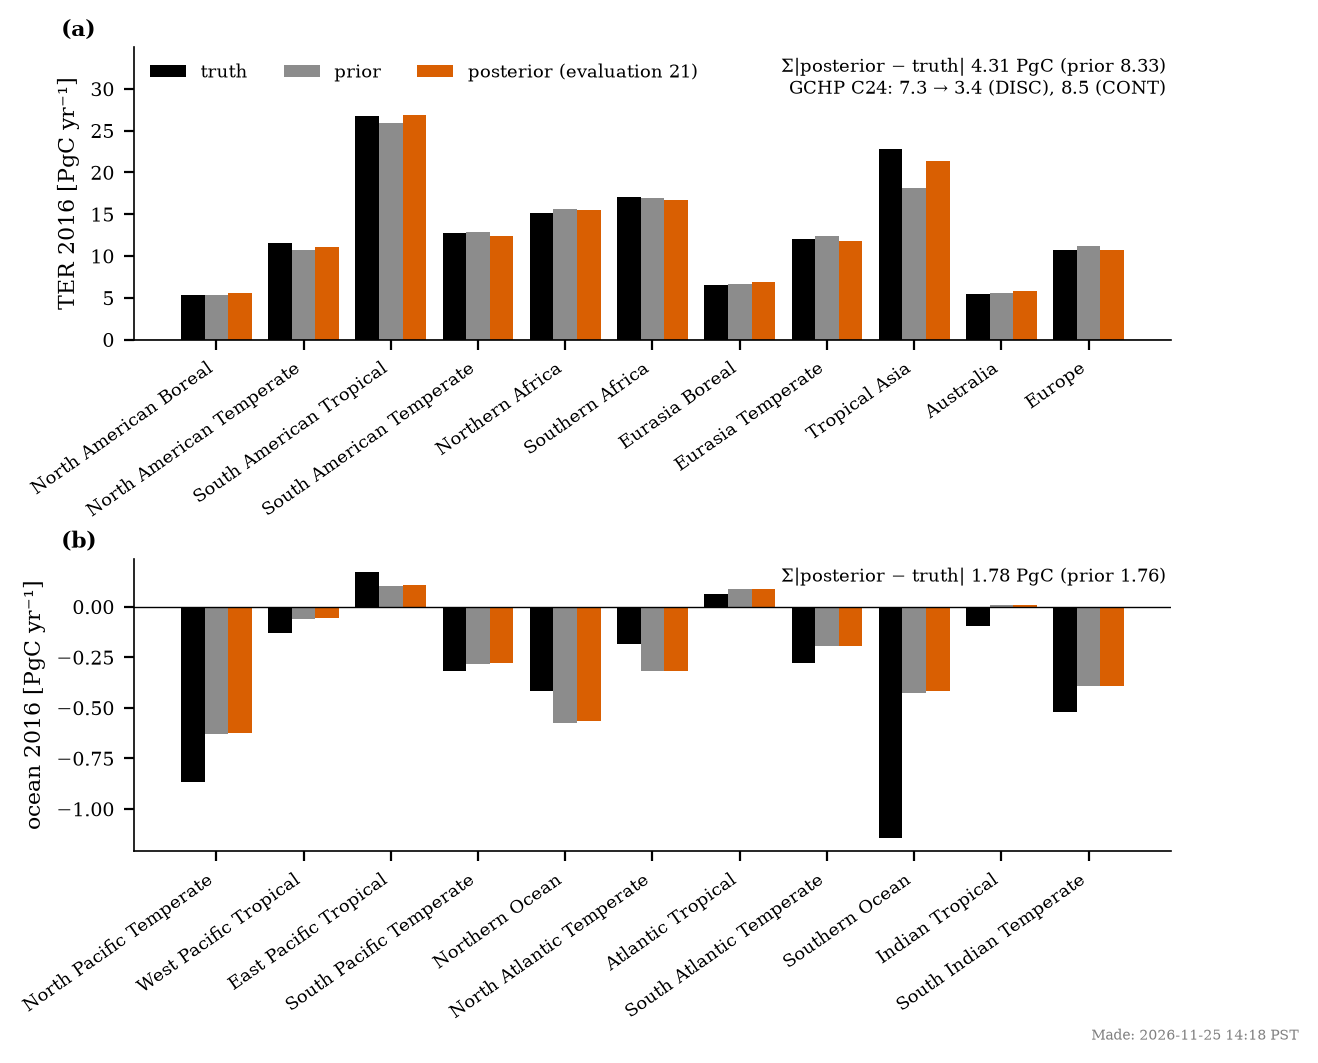 (a)
truth prior posterior (evaluation 21)
Σ|posterior − truth| 4.31 PgC (prior 8.33)
GCHP C24: 7.3 → 3.4 (DISC), 8.5 (CONT)
TER 2016 [PgC yr⁻¹]
30
25
20
15
10
5
0
North American Boreal
North American Temperate
South American Tropical
South American Temperate
Northern Africa
Southern Africa
Eurasia Boreal
Eurasia Temperate
Tropical Asia
Australia
Europe
(b)
Σ|posterior − truth| 1.78 PgC (prior 1.76)
ocean 2016 [PgC yr⁻¹]
0.00
−0.25
−0.50
−0.75
−1.00
North Pacific Temperate
West Pacific Tropical
East Pacific Tropical
South Pacific Temperate
Northern Ocean
North Atlantic Temperate
Atlantic Tropical
South Atlantic Temperate
Southern Ocean
Indian Tropical
South Indian Temperate
Made: 2026-11-25 14:18 PST